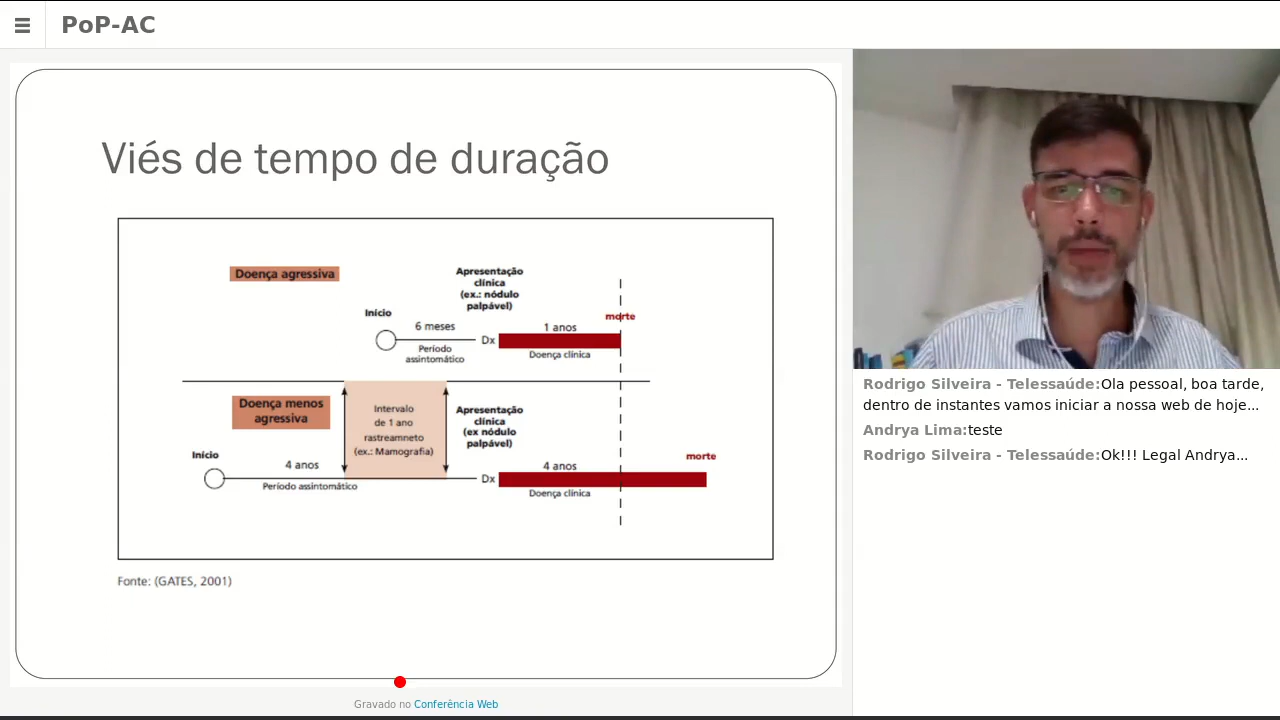 PoP-AC
Viés de tempo de duração
Doença agressiva
Apresentação
clínica
(ex.: nódulo
palpável)
Início
morte
6 meses
Dx
1 anos
Período
assintomático
Doença clínica
Doença menos
agressiva
Intervalo
de 1 ano
rastreamneto
(ex.: Mamografia)
Apresentação
clínica
(ex nódulo
palpável)
Início
morte
4 anos
Dx
4 anos
Período assintomático
Doença clínica
Fonte: (GATES, 2001)
Gravado no Conferência Web
Rodrigo Silveira - Telessaúde:Ola pessoal, boa tarde,
dentro de instantes vamos iniciar a nossa web de hoje...
Andrya Lima:teste
Rodrigo Silveira - Telessaúde:Ok!!! Legal Andrya...